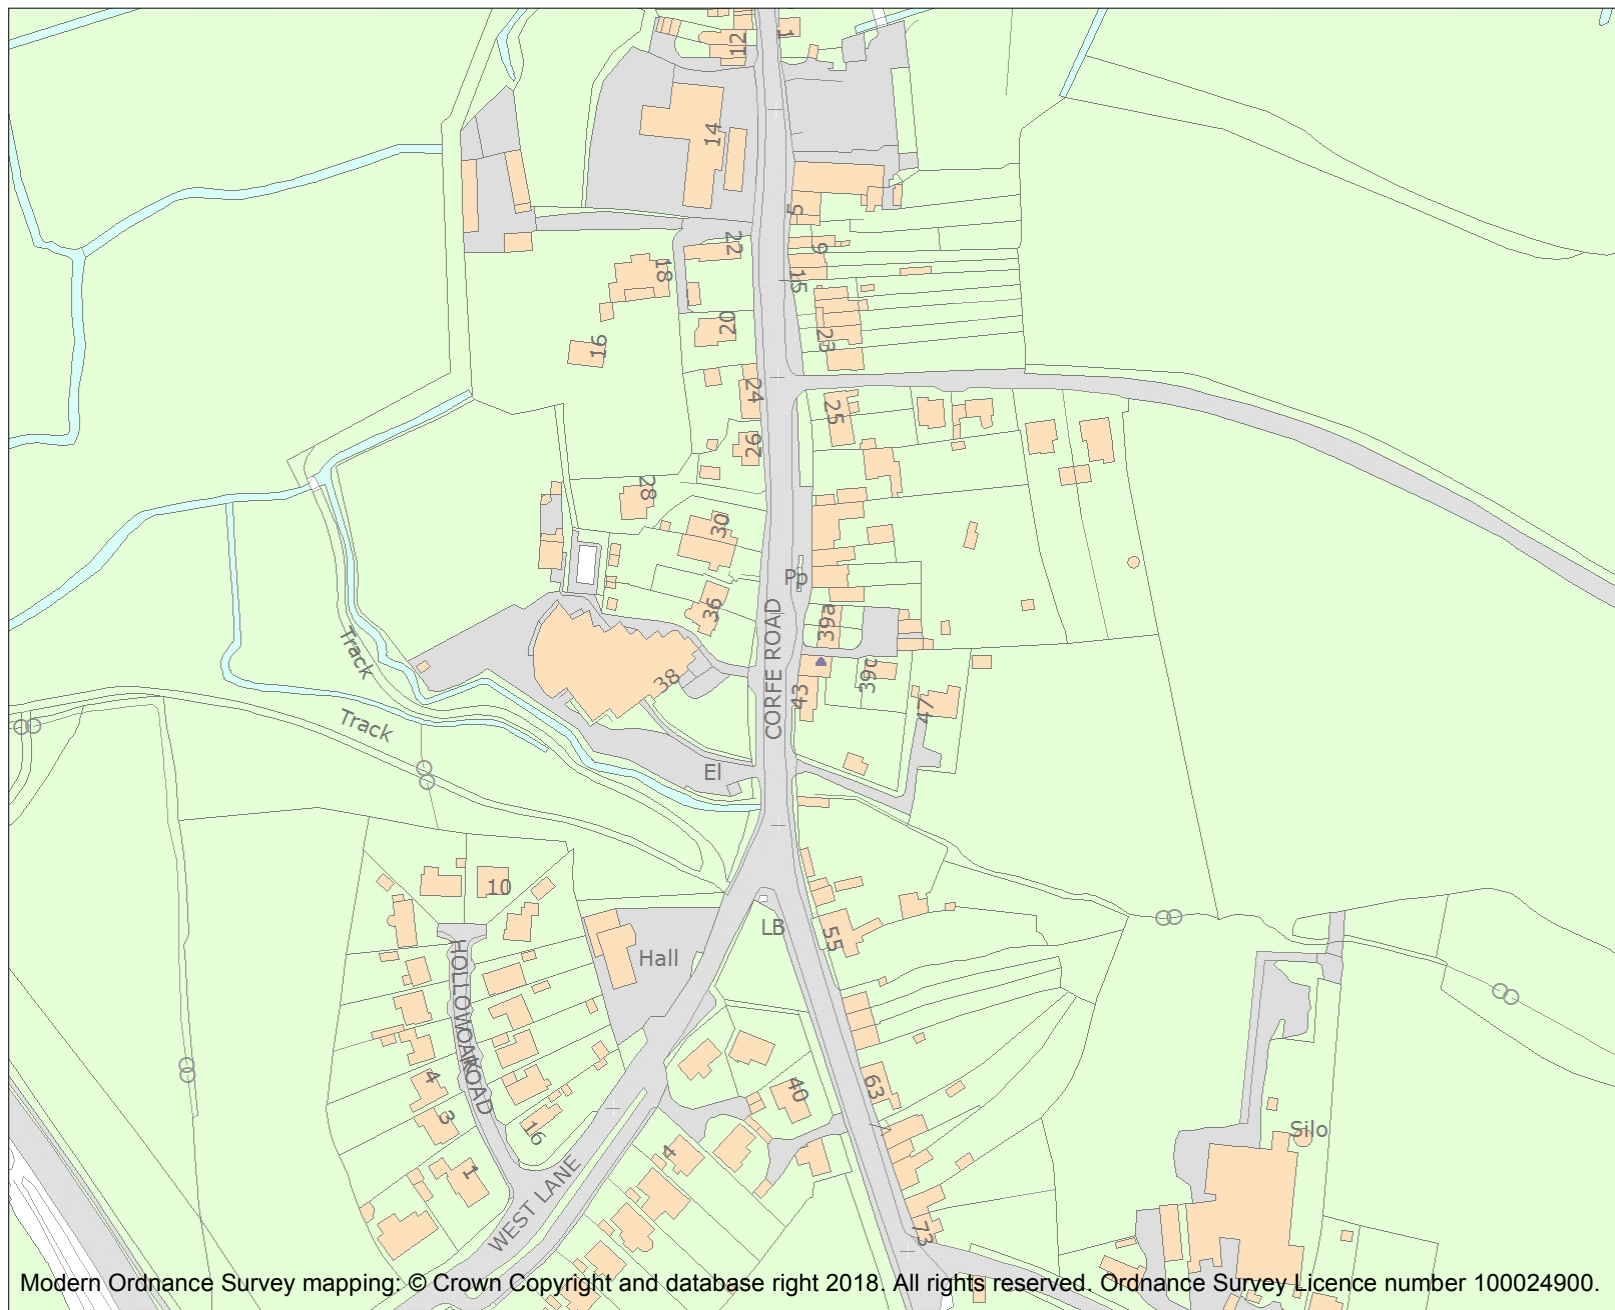 12
1
14
5
22
9
18
15
20
23
16
24
25
26
28
30
Pp
36
39a
CORFE ROAD
Track
38
39c
43
47
Track
El
10
LB
55
Hall
HOLLOW OAK ROAD
4
3
40
63
16
Silo
1
4
WEST LANE
73
Modern Ordnance Survey mapping: © Crown Copyright and database right 2018. All rights reserved. Ordnance Survey Licence number 100024900.